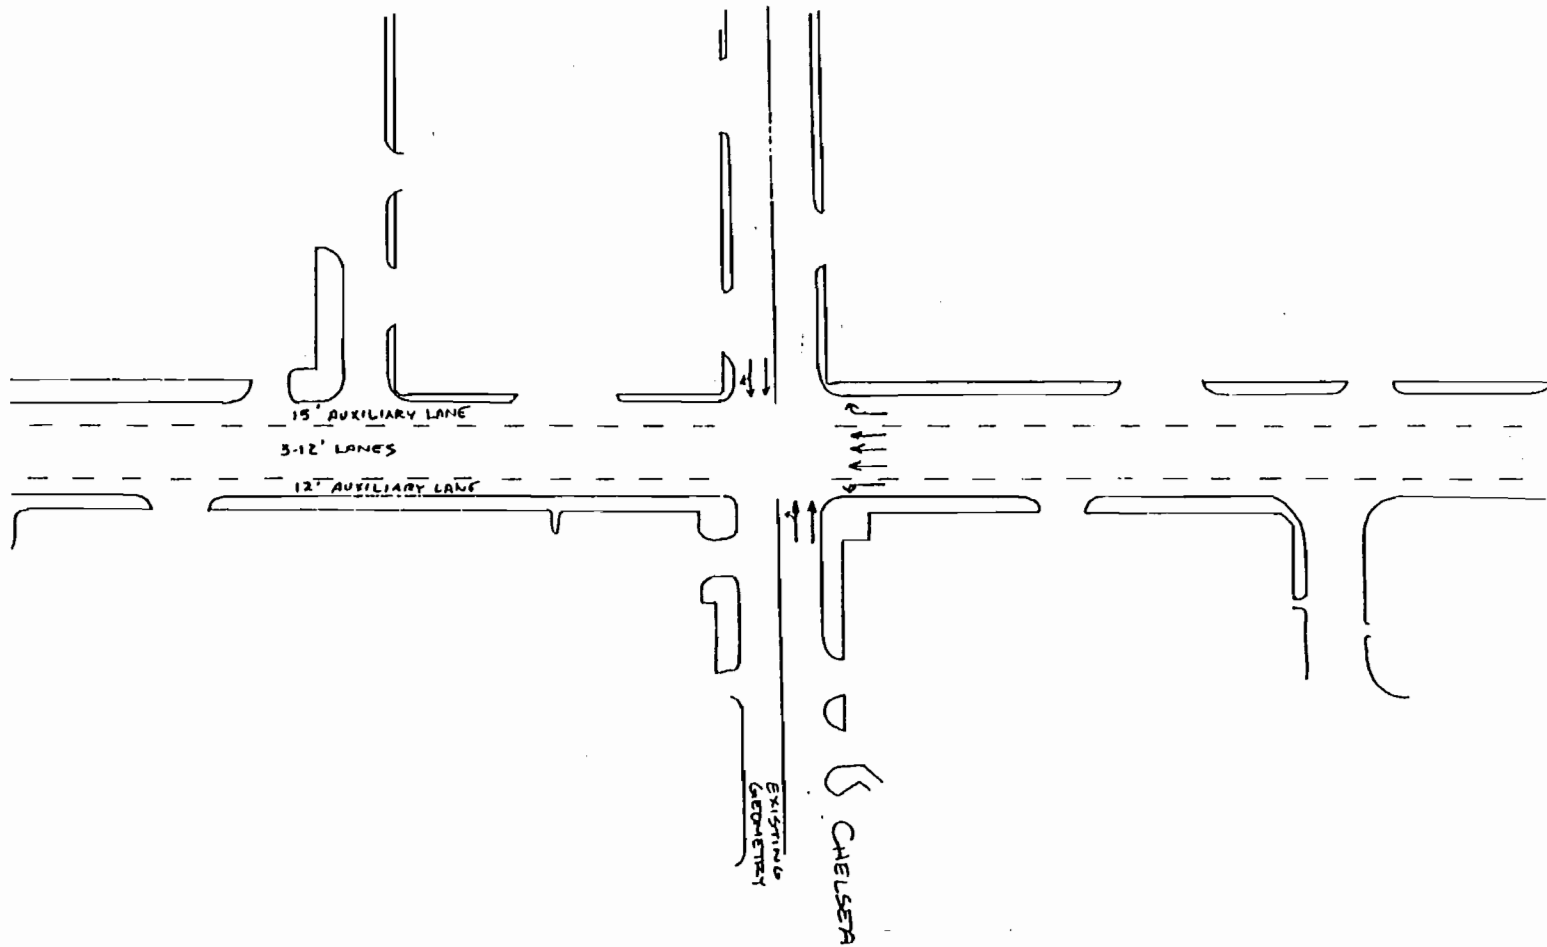 15' AUXILIARY LANE
3-12' LANES
12' AUXILIARY LANE
EXISTING
GEOMETRY
CHELSEA